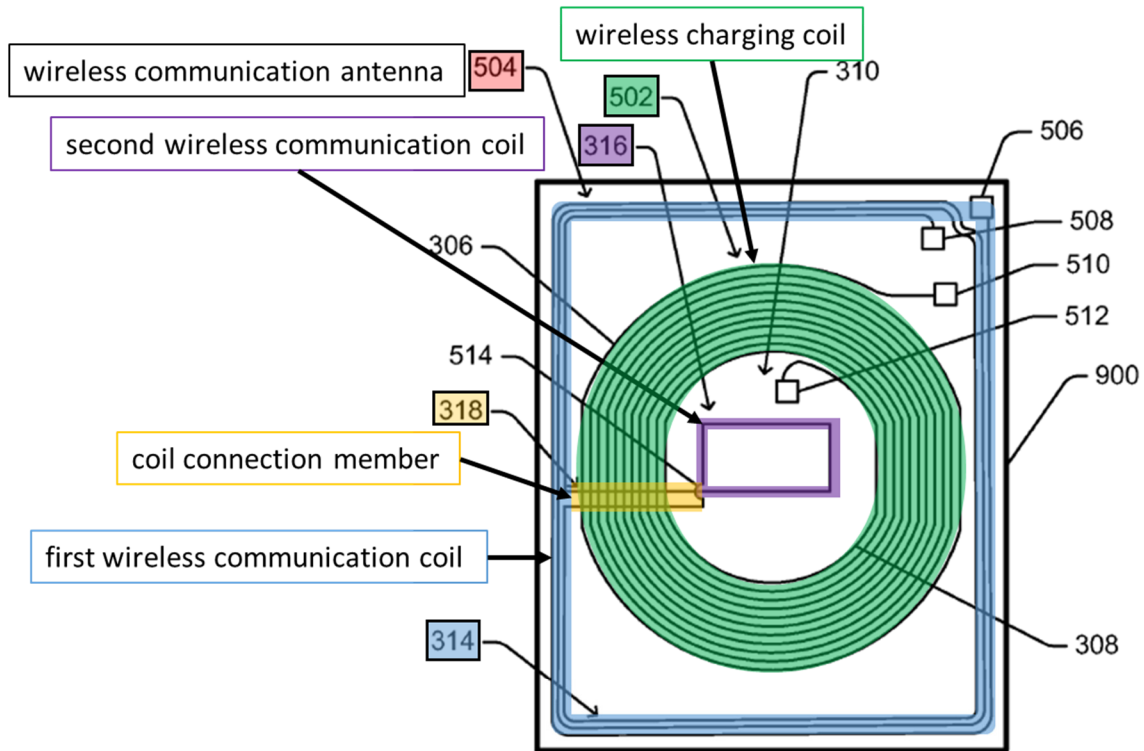 wireless charging coil
wireless communication antenna 504
310
502
506
second wireless communication coil 316
508
306
510
512
514
900
318
coil connection member
first wireless communication coil
314
308